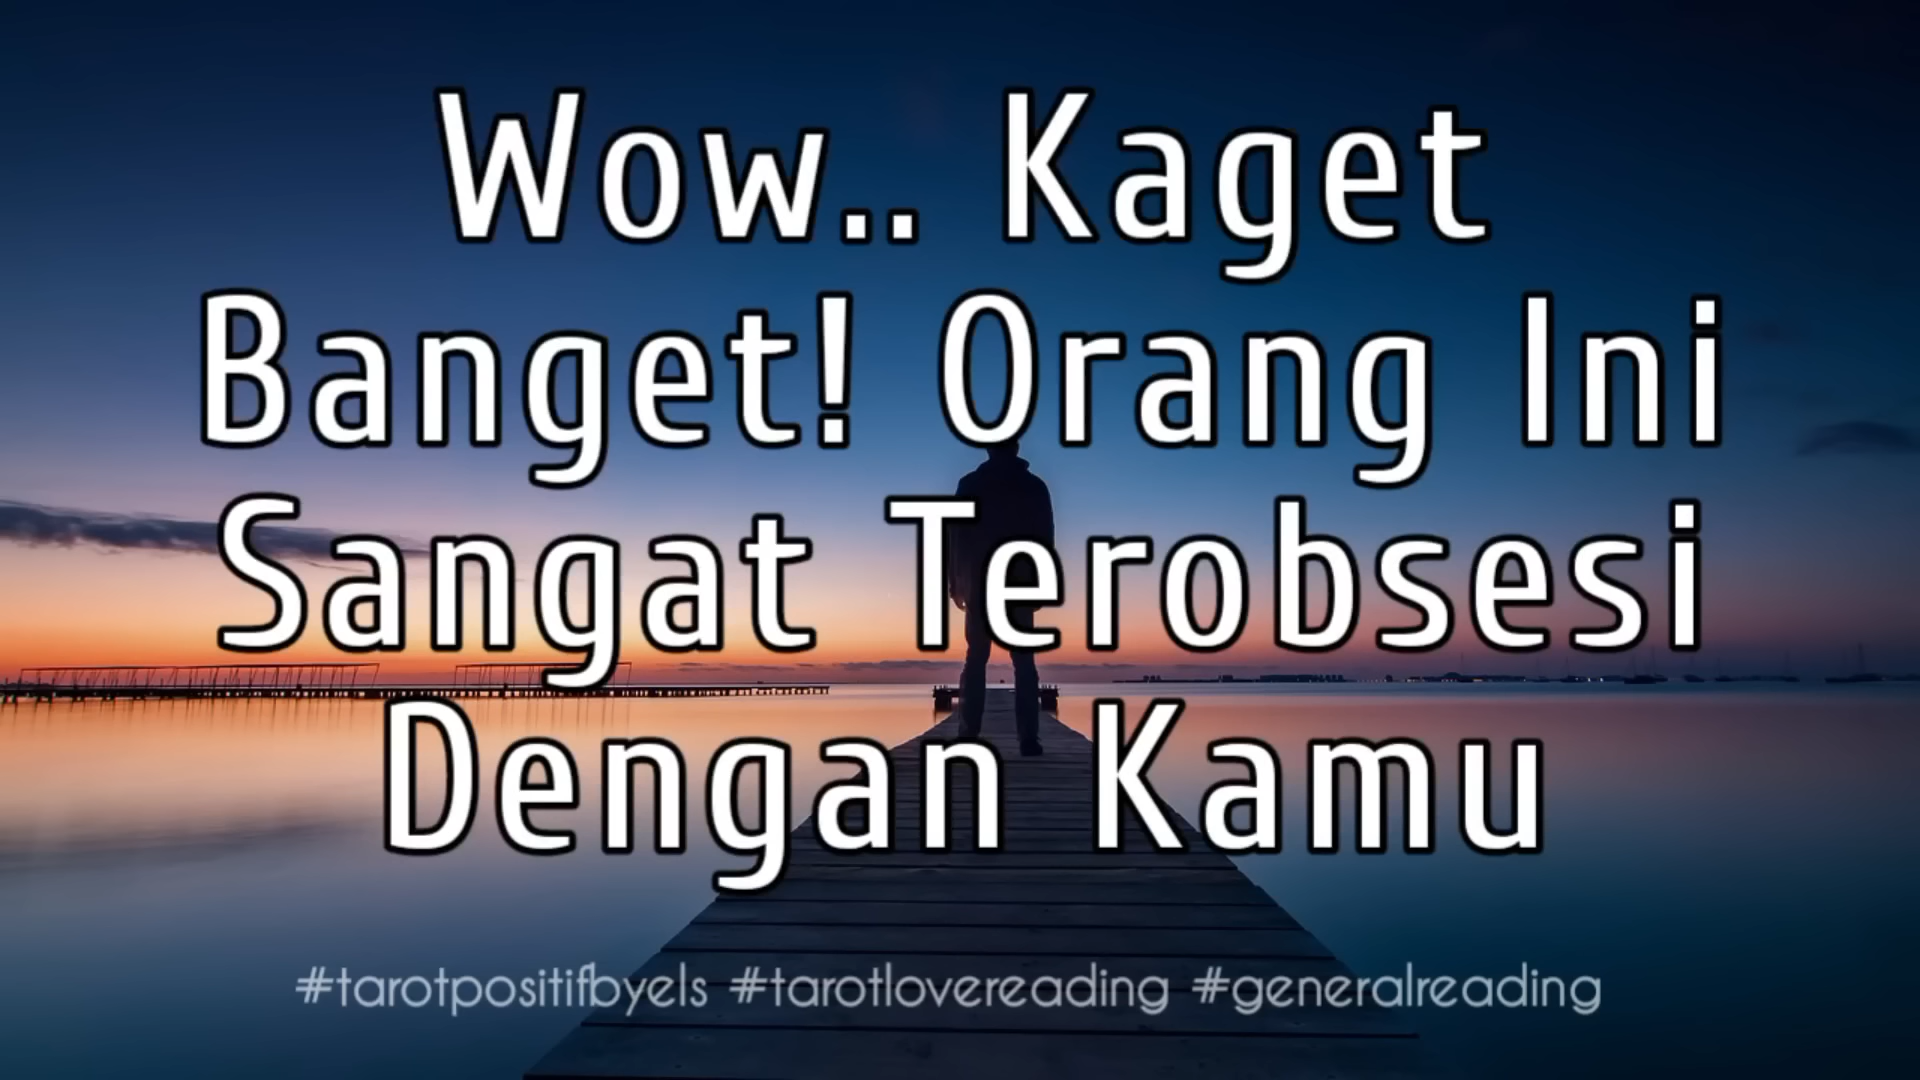 Wow.. Kaget
Banget! Orang Ini
Sangat Terobsesi
Dengan Kamu
#tarotpositifbyels #tarotlovereading #generalreading